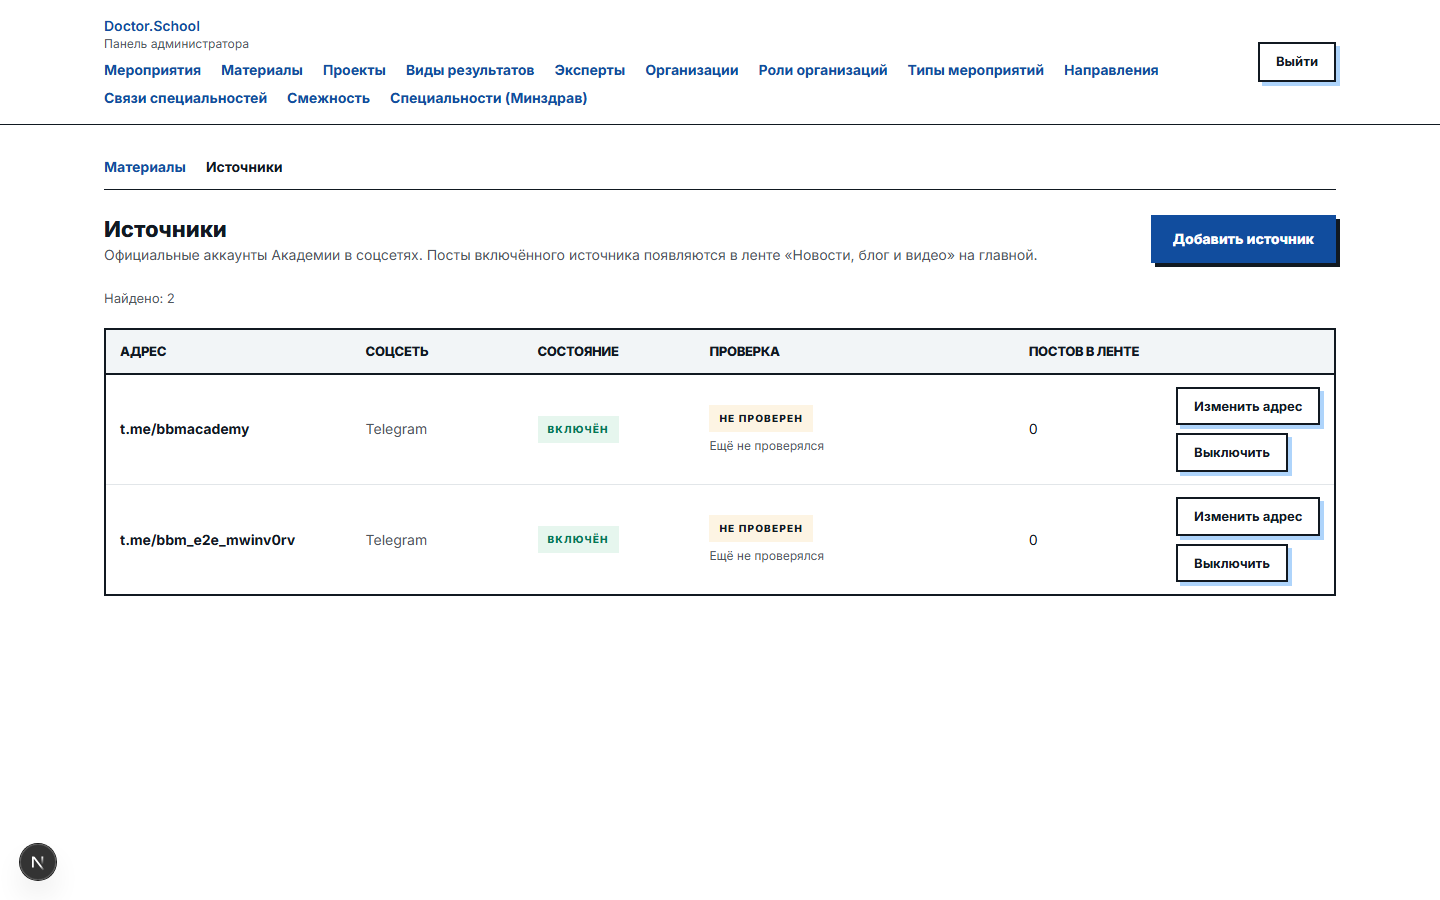 Doctor.School
Панель администратора
Мероприятия Материалы Проекты Виды результатов Эксперты Организации Роли организаций Типы мероприятий Направления
Связи специальностей Смежность Специальности (Минздрав)
Выйти
Материалы Источники
Источники
Официальные аккаунты Академии в соцсетях. Посты включённого источника появляются в ленте «Новости, блог и видео» на главной.
Добавить источник
Найдено: 2
АДРЕС СОЦСЕТЬ СОСТОЯНИЕ ПРОВЕРКА ПОСТОВ В ЛЕНТЕ
t.me/bbmacademy Telegram ВКЛЮЧЁН НЕ ПРОВЕРЕН
Ещё не проверялся
0
Изменить адрес
Выключить
t.me/bbm_e2e_mwinv0rv Telegram ВКЛЮЧЁН НЕ ПРОВЕРЕН
Ещё не проверялся
0
Изменить адрес
Выключить
N